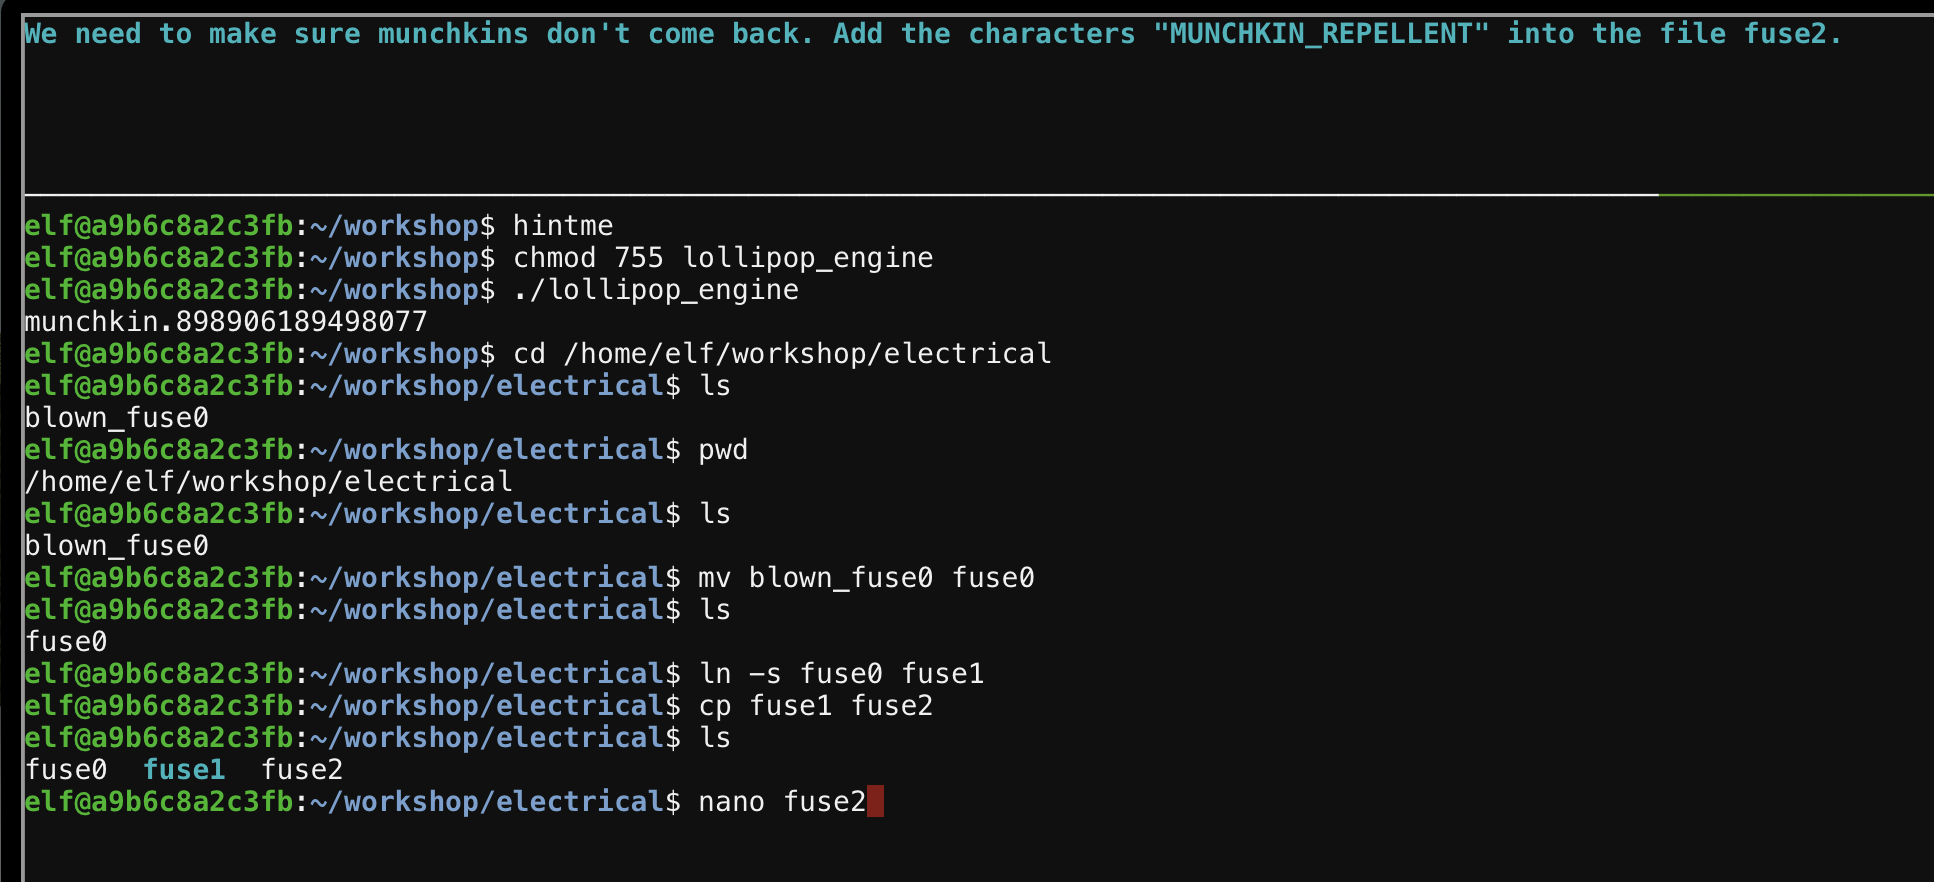 We need to make sure munchkins don't come back. Add the characters "MUNCHKIN_REPELLENT" into the file fuse2.
elf@a9b6c8a2c3fb:~/workshop$ hintme
elf@a9b6c8a2c3fb:~/workshop$ chmod 755 lollipop_engine
elf@a9b6c8a2c3fb:~/workshop$ ./lollipop_engine
munchkin.898906189498077
elf@a9b6c8a2c3fb:~/workshop$ cd /home/elf/workshop/electrical
elf@a9b6c8a2c3fb:~/workshop/electrical$ ls
blown_fuse0
elf@a9b6c8a2c3fb:~/workshop/electrical$ pwd
/home/elf/workshop/electrical
elf@a9b6c8a2c3fb:~/workshop/electrical$ ls
blown_fuse0
elf@a9b6c8a2c3fb:~/workshop/electrical$ mv blown_fuse0 fuse0
elf@a9b6c8a2c3fb:~/workshop/electrical$ ls
fuse0
elf@a9b6c8a2c3fb:~/workshop/electrical$ ln -s fuse0 fuse1
elf@a9b6c8a2c3fb:~/workshop/electrical$ cp fuse1 fuse2
elf@a9b6c8a2c3fb:~/workshop/electrical$ ls
fuse0  fuse1  fuse2
elf@a9b6c8a2c3fb:~/workshop/electrical$ nano fuse2